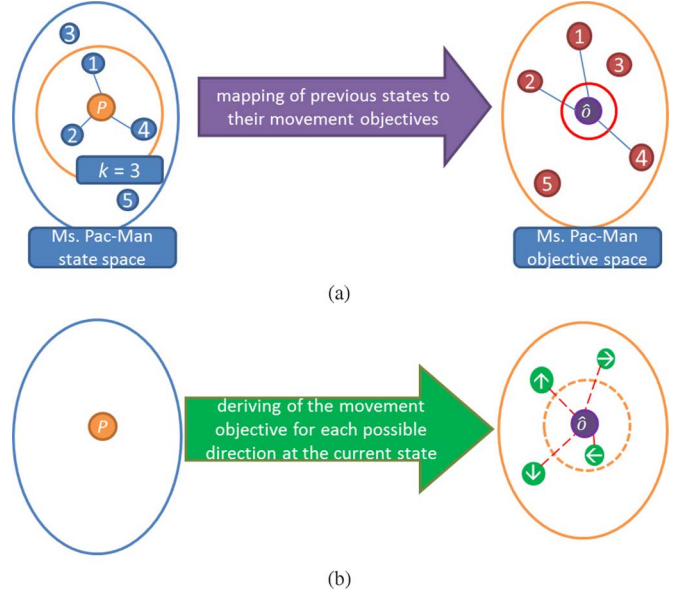 3
1
P
2
4
k = 3
5
Ms. Pac-Man
state space
mapping of previous states to
their movement objectives
1
3
2
ô
4
5
Ms. Pac-Man
objective space
(a)
P
deriving of the movement
objective for each possible
direction at the current state
ô
(b)